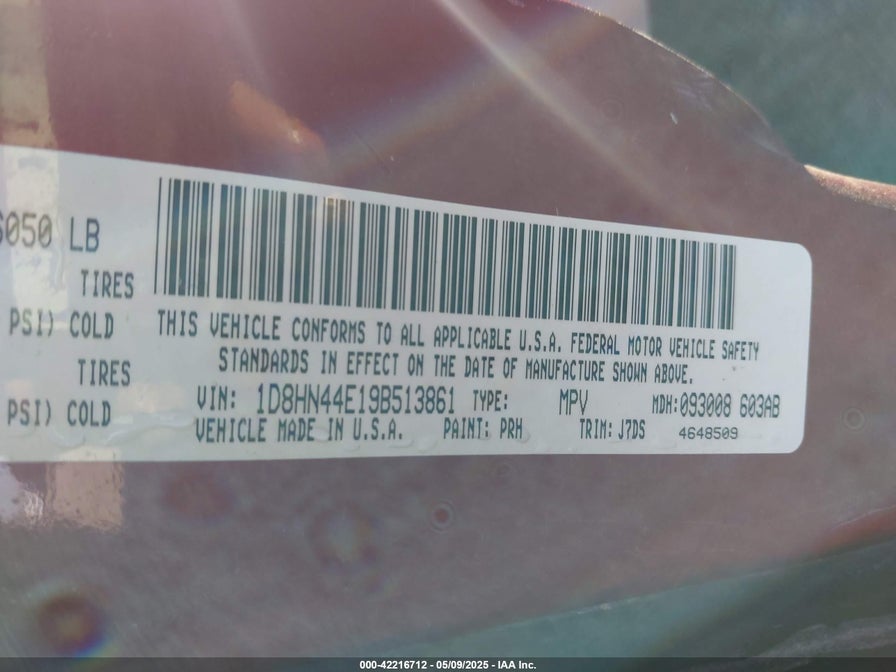 6050 LB
TIRES
PSI) COLD
TIRES
PSI) COLD
THIS VEHICLE CONFORMS TO ALL APPLICABLE U.S.A. FEDERAL MOTOR VEHICLE SAFETY
STANDARDS IN EFFECT ON THE DATE OF MANUFACTURE SHOWN ABOVE.
VIN: 1D8HN44E19B513861 TYPE: MPV MDH:093008 603AB
VEHICLE MADE IN U.S.A. PAINT: PRH TRIM: J7DS 4648509
000-42216712 - 05/09/2025 - IAA Inc.